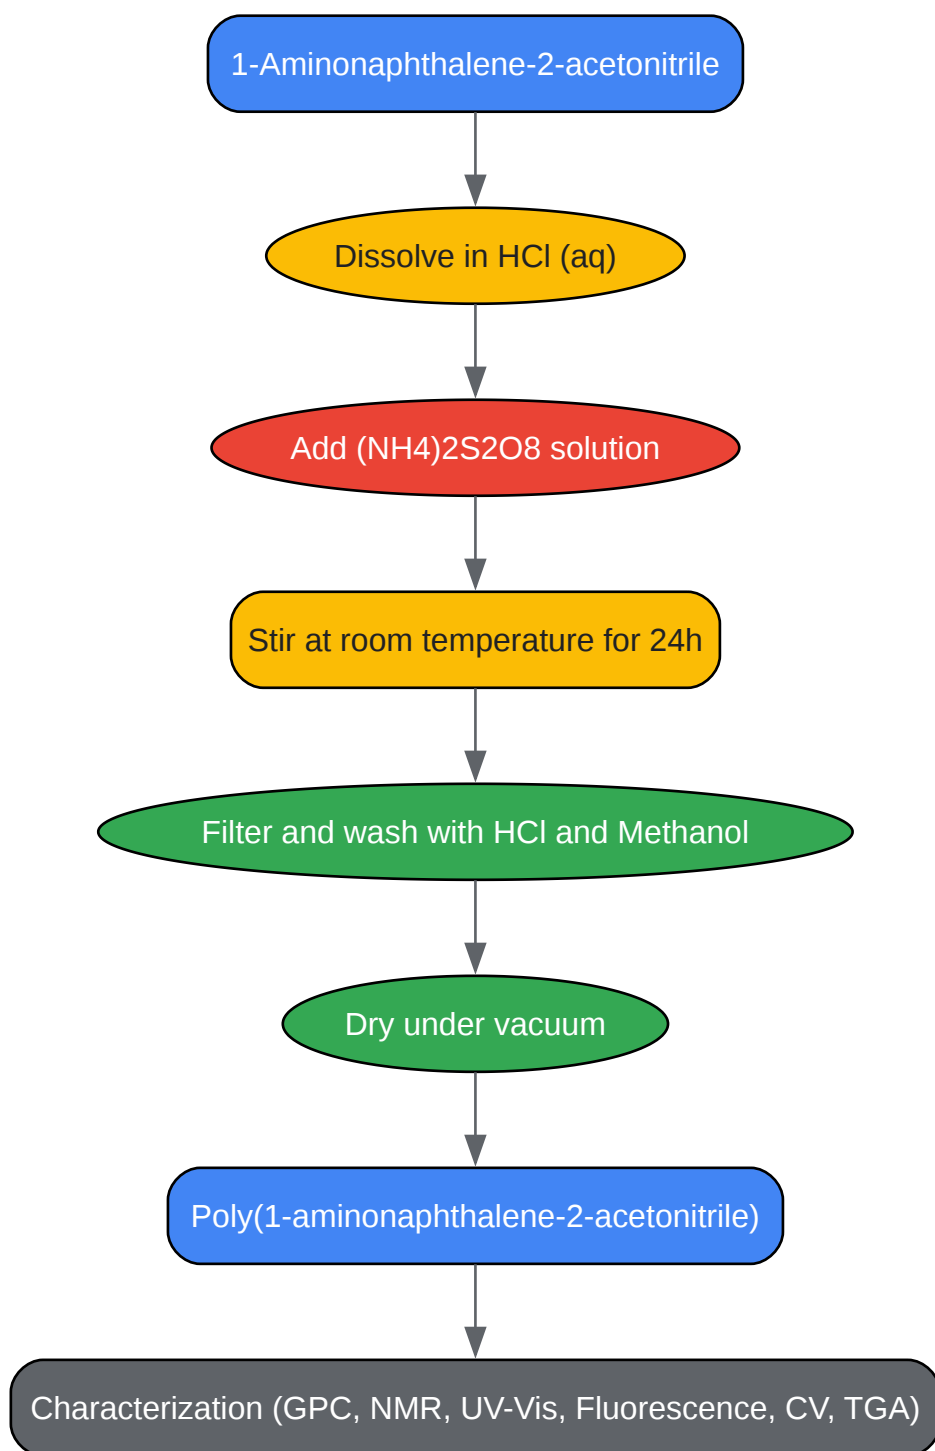 1-Aminonaphthalene-2-acetonitrile
Dissolve in HCl (aq)
Add (NH4)2S2O8 solution
Stir at room temperature for 24h
Filter and wash with HCl and Methanol
Dry under vacuum
Poly(1-aminonaphthalene-2-acetonitrile)
Characterization (GPC, NMR, UV-Vis, Fluorescence, CV, TGA)